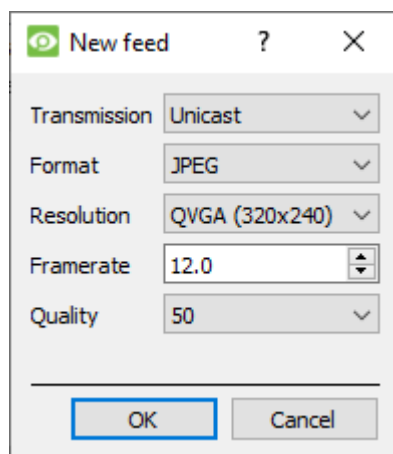 New feed ?
Transmission Unicast
Format JPEG
Resolution QVGA (320x240)
Framerate 12.0
Quality 50
OK Cancel